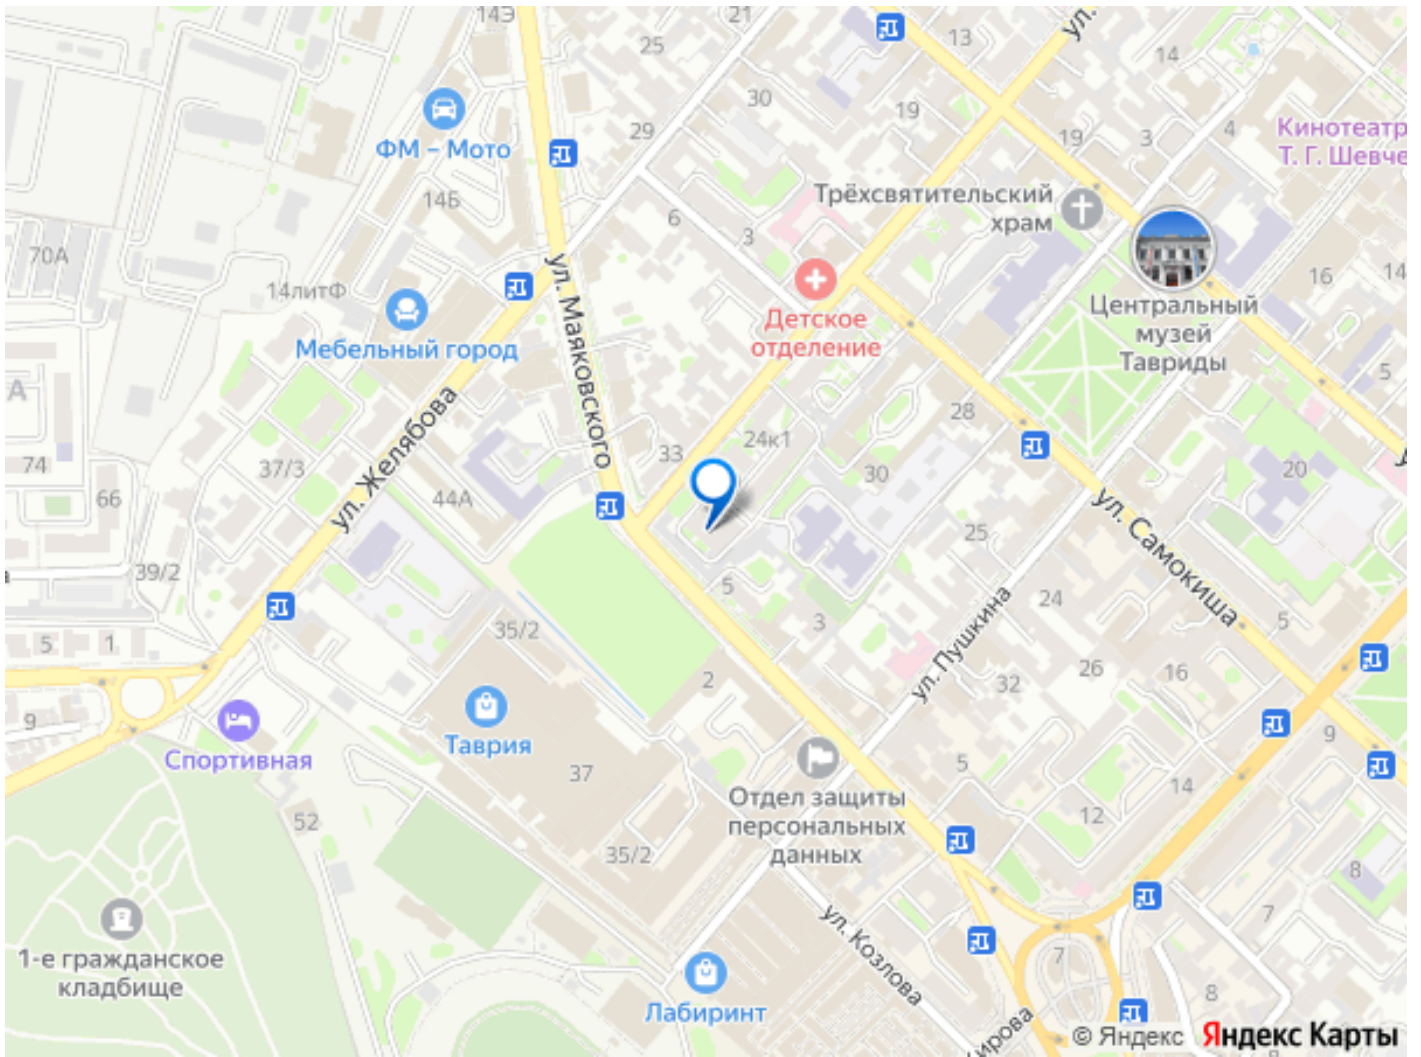 14Э
21
25
13
ул.
14
30
ФМ – Мото
29
19
19
3
4
Кинотеатр
Т. Г. Шевче
14Б
Трёхсвятительский
храм
6
3
70А
14литФ
16
14
Центральный
музей
Тавриды
Мебельный город
ул. Маяковского
Детское
отделение
5
А
28
ул. Желябова
24к1
33
37/3
74
66
44А
30
20
ул. Самокиша
25
39/2
5
24
3
ул. Пушкина
5
5
1
35/2
26
16
32
2
9
9
Спортивная
Таврия
37
5
14
Отдел защиты
персональных
данных
12
52
35/2
8
7
1-е гражданское
кладбище
ул. Козлова
7
8
Лабиринт
ирова
© Яндекс
Яндекс Карты